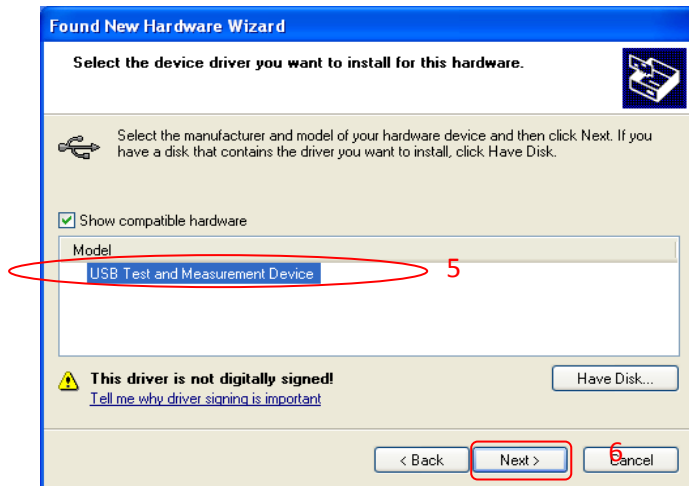 Found New Hardware Wizard
Select the device driver you want to install for this hardware.
Select the manufacturer and model of your hardware device and then click Next. If you
have a disk that contains the driver you want to install, click Have Disk.
Show compatible hardware
Model
USB Test and Measurement Device 5
This driver is not digitally signed! Have Disk...
Tell me why driver signing is important
< Back Next > 6 Cancel